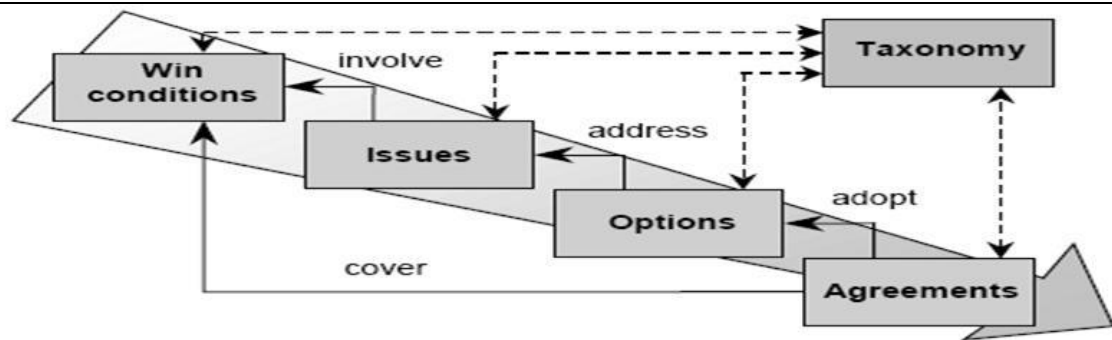 Taxonomy
Win
conditions
involve
Issues
address
Options
adopt
Agreements
cover